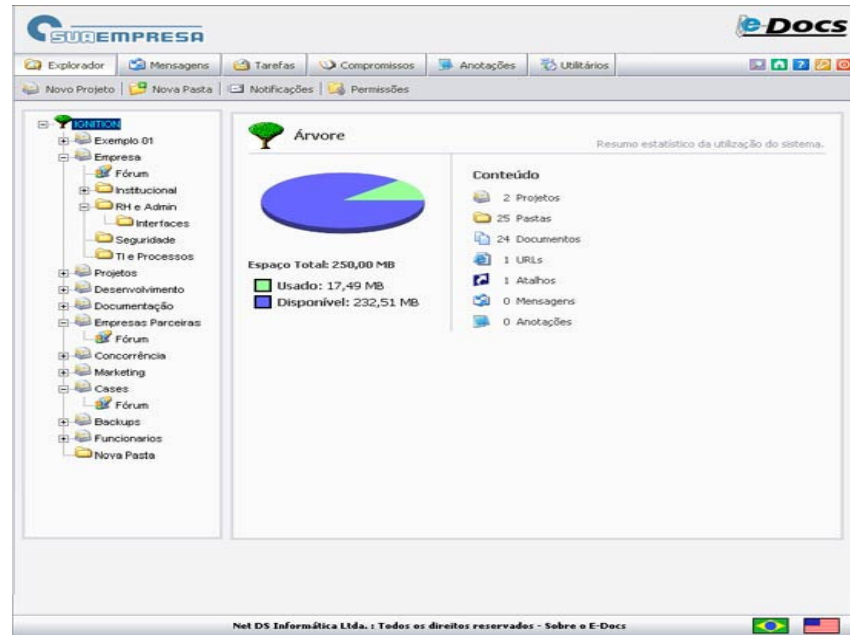 SUAEMPRESA
e-Docs
Explorador Mensagens Tarefas Compromissos Anotações Utilitários
Novo Projeto Nova Pasta Notificações Permissões
IGNITION
Exemplo 01
Empresa
Fórum
Institucional
RH e Admin
Interfaces
Seguridade
TI e Processos
Projetos
Desenvolvimento
Documentação
Empresas Parceiras
Fórum
Concorrência
Marketing
Cases
Fórum
Backups
Funcionarios
Nova Pasta
Árvore
Resumo estatístico da utilização do sistema.
Espaço Total: 250,00 MB
Usado: 17,49 MB
Disponível: 232,51 MB
Conteúdo
2 Projetos
25 Pastas
24 Documentos
1 URLs
1 Atalhos
0 Mensagens
0 Anotações
Net DS Informática Ltda. : Todos os direitos reservados - Sobre o E-Docs